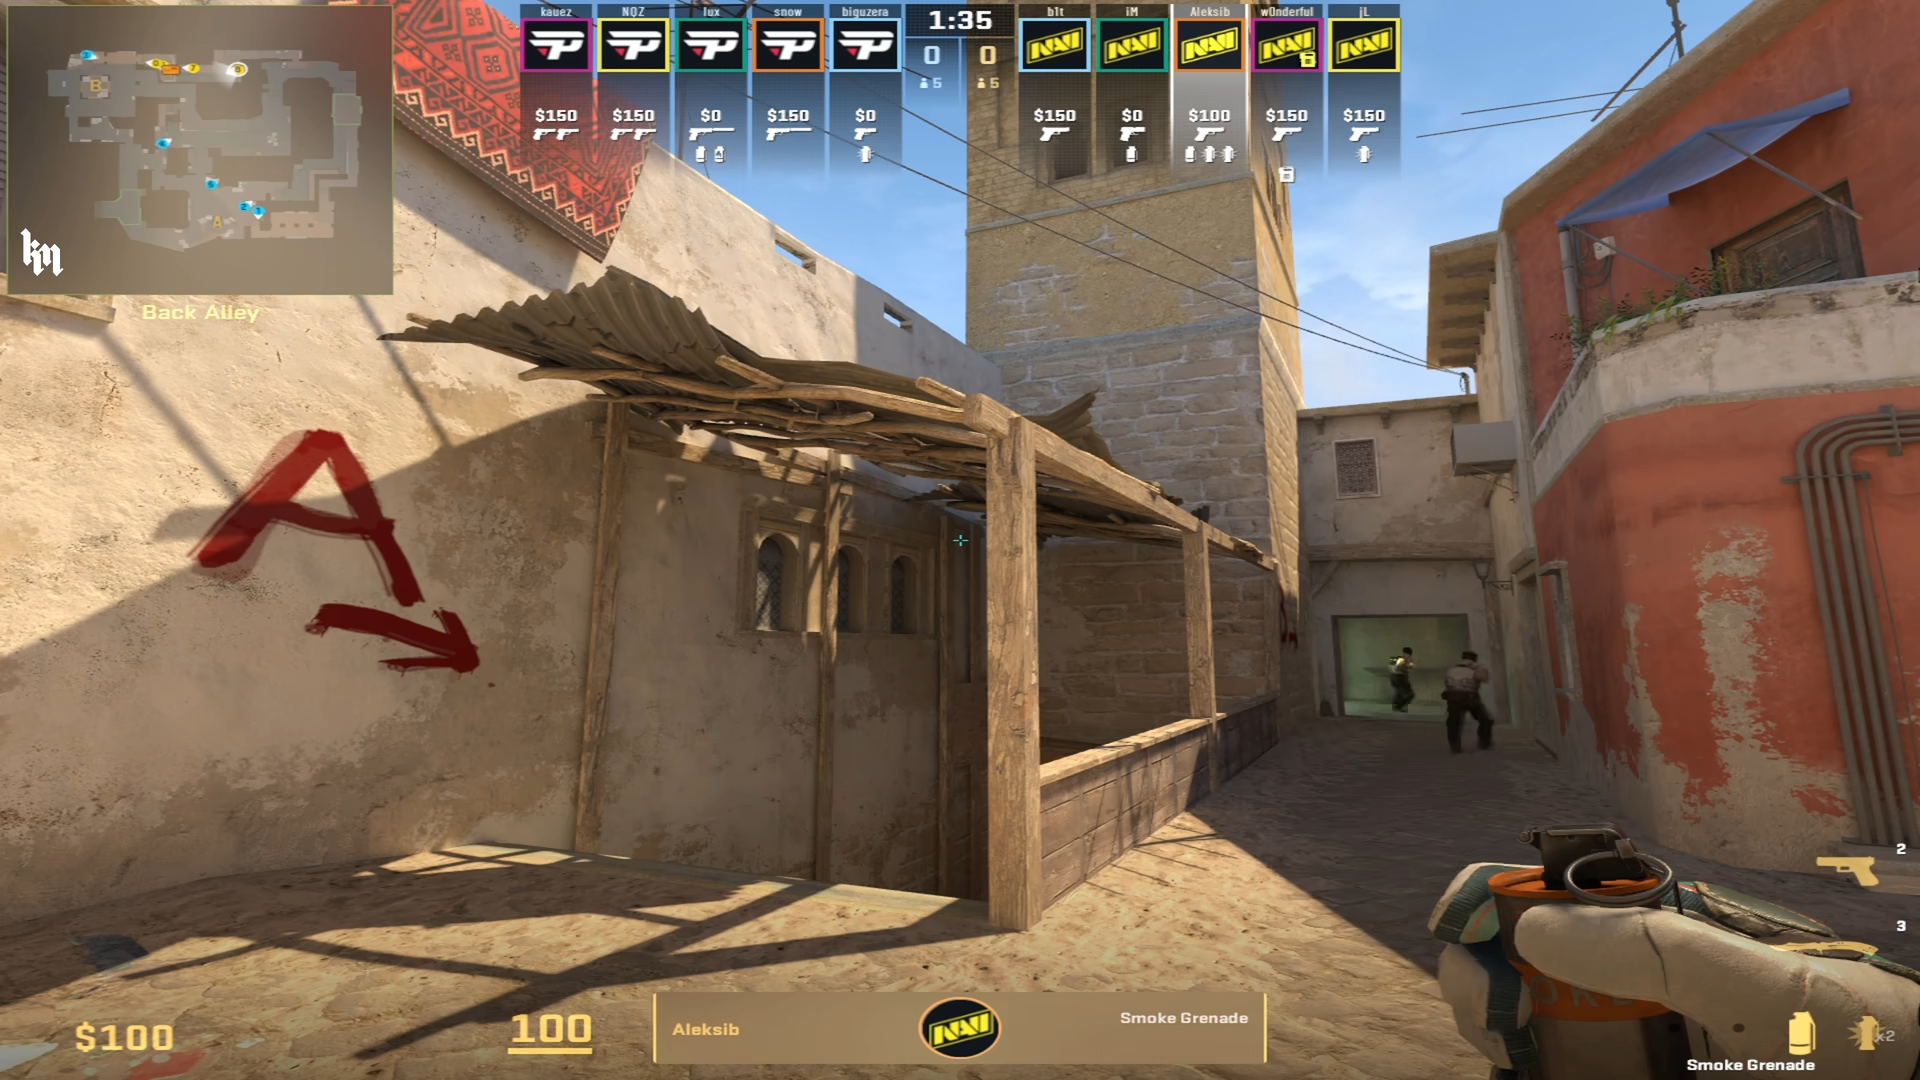 kauez
NQZ
lux
snow
biguzera
1:35
b1t
iM
Aleksib
w0nderful
jL
0
0
5
5
$150
$150
$0
$150
$0
$150
$0
$100
$150
$150
B
A
Back Alley
A
2
3
$100
100
Aleksib
NAVI
Smoke Grenade
x2
Smoke Grenade